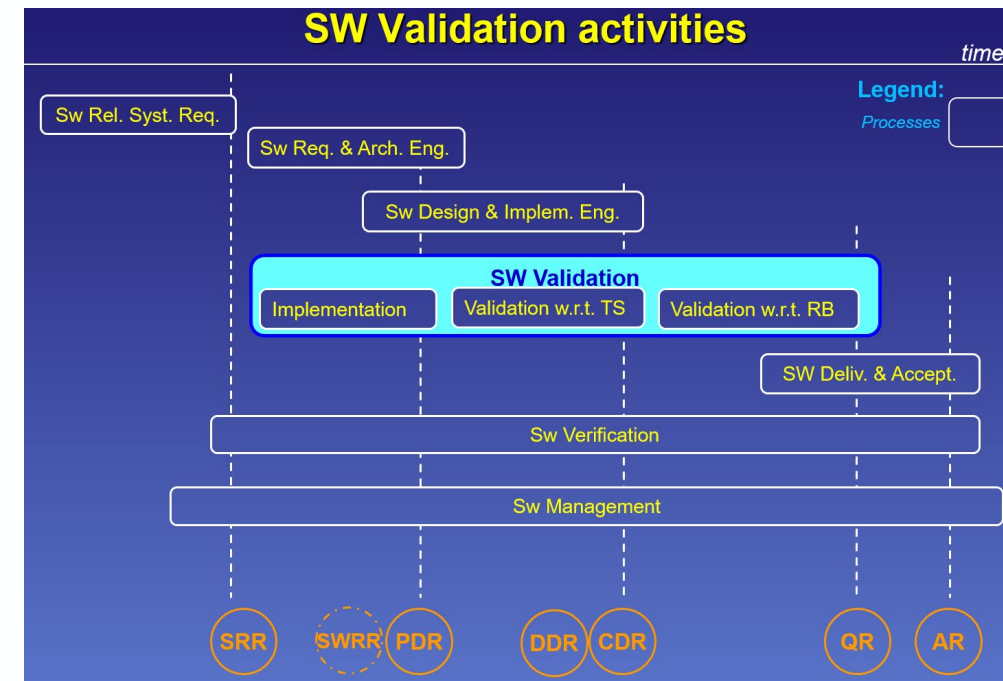 SW Validation activities
time
Legend:
Processes
Sw Rel. Syst. Req.
Sw Req. & Arch. Eng.
Sw Design & Implem. Eng.
SW Validation
Implementation
Validation w.r.t. TS
Validation w.r.t. RB
SW Deliv. & Accept.
Sw Verification
Sw Management
SRR
SWRR
PDR
DDR
CDR
QR
AR